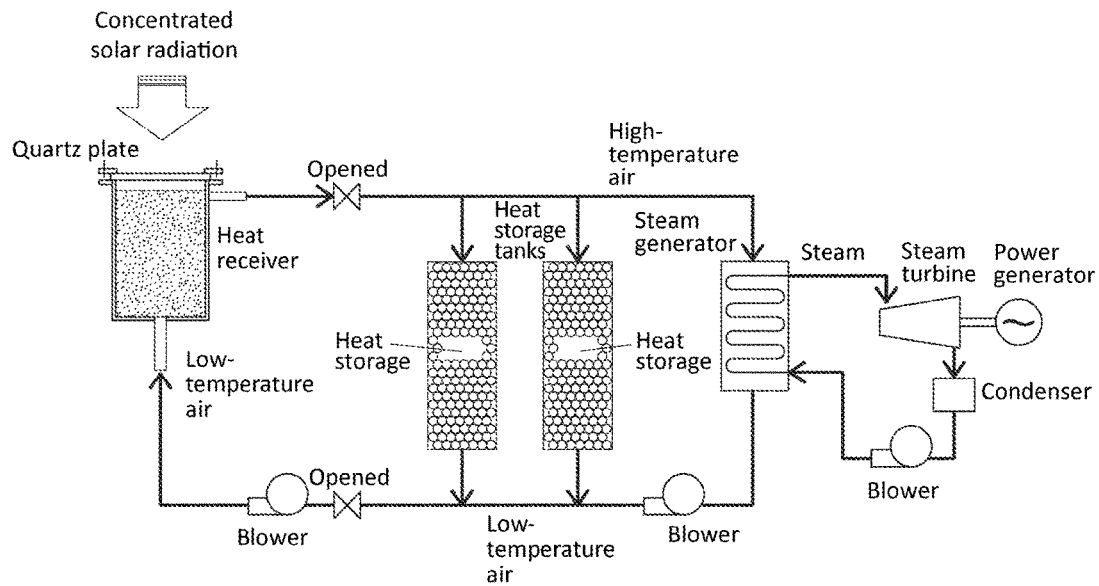 Concentrated
solar radiation
Quartz plate
Opened
High-
temperature
air
Heat
receiver
Heat
storage
tanks
Steam
generator
Steam
Steam
turbine
Power
generator
Heat
storage
Heat
storage
Low-
temperature
air
Condenser
Opened
Blower
Blower
Blower
Low-
temperature
air